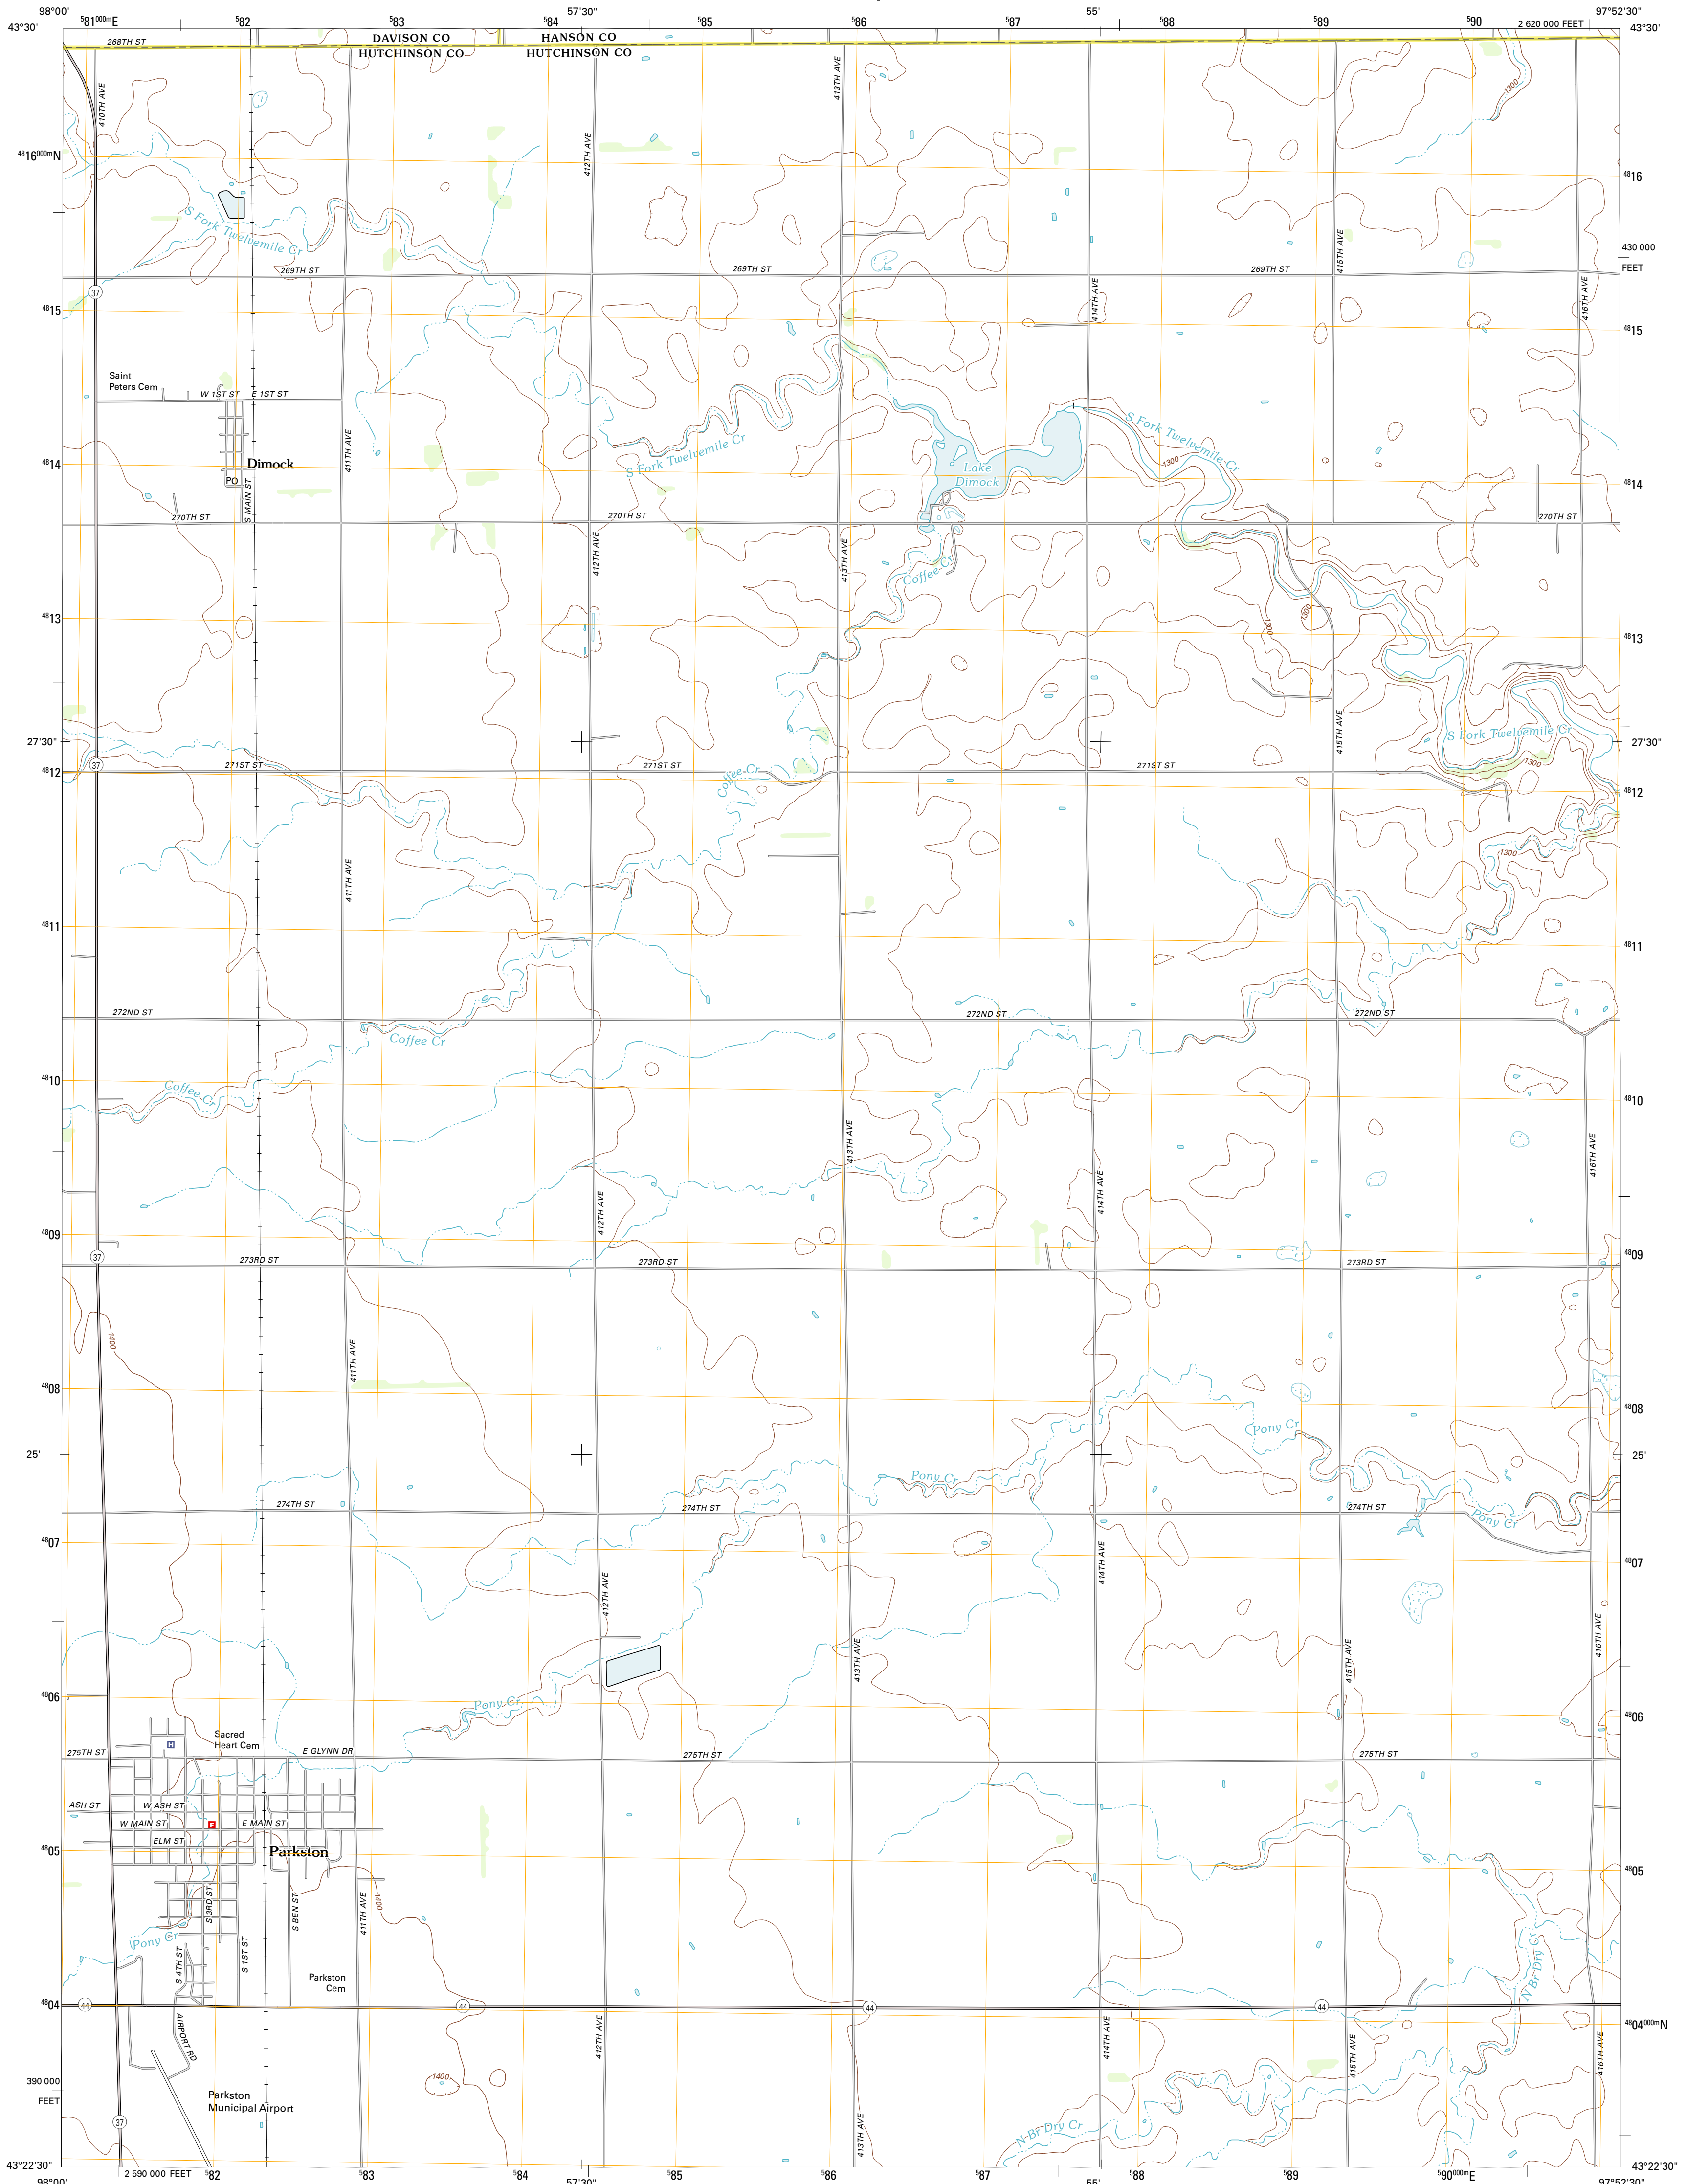 98°00'
⁵81⁰⁰⁰ᵐE
⁵82
⁵83
⁵84
57'30"
⁵85
⁵86
⁵87
55'
⁵88
⁵89
⁵90
2 620 000 FEET
97°52'30"
43°30'
43°30'
268TH ST
DAVISON CO
HUTCHINSON CO
HANSON CO
HUTCHINSON CO
410TH AVE
412TH AVE
413TH AVE
1300
⁴⁸16⁰⁰⁰ᵐN
⁴⁸16
S Fork Twelvemile Cr
430 000
FEET
415TH AVE
269TH ST
269TH ST
269TH ST
37
414TH AVE
416TH AVE
⁴⁸15
⁴⁸15
Saint
Peters Cem
W 1ST ST
E 1ST ST
S Fork Twelvemile Cr
S Fork Twelvemile Cr
411TH AVE
Dimock
Lake
Dimock
1300
⁴⁸14
⁴⁸14
PO
S MAIN ST
270TH ST
270TH ST
270TH ST
412TH AVE
413TH AVE
Coffee Cr
1300
1300
⁴⁸13
⁴⁸13
415TH AVE
S Fork Twelvemile Cr
27'30"
27'30"
37
271ST ST
271ST ST
271ST ST
1300
Coffee Cr
⁴⁸12
⁴⁸12
1300
411TH AVE
⁴⁸11
⁴⁸11
272ND ST
272ND ST
272ND ST
Coffee Cr
Coffee Cr
⁴⁸10
⁴⁸10
413TH AVE
416TH AVE
414TH AVE
412TH AVE
⁴⁸09
⁴⁸09
37
273RD ST
273RD ST
273RD ST
1400
411TH AVE
⁴⁸08
⁴⁸08
Pony Cr
25'
25'
Pony Cr
274TH ST
274TH ST
274TH ST
Pony Cr
⁴⁸07
⁴⁸07
414TH AVE
412TH AVE
413TH AVE
415TH AVE
416TH AVE
⁴⁸06
⁴⁸06
Pony Cr
Sacred
Heart Cem
H
275TH ST
E GLYNN DR
275TH ST
275TH ST
ASH ST
W ASH ST
W MAIN ST
F
E MAIN ST
ELM ST
Parkston
⁴⁸05
⁴⁸05
S 3RD ST
S BEN ST
411TH AVE
1400
Pony Cr
S 4TH ST
S 1ST ST
N Br Dry Cr
Parkston
Cem
⁴⁸04
44
44
44
44
⁴⁸04⁰⁰⁰ᵐN
AIRPORT RD
412TH AVE
414TH AVE
415TH AVE
416TH AVE
390 000
FEET
1400
Parkston
Municipal Airport
37
N Br Dry Cr
413TH AVE
43°22'30"
43°22'30"
98°00'
2 590 000 FEET
⁵82
⁵83
⁵84
57'30"
⁵85
⁵86
⁵87
55'
⁵88
⁵89
⁵90⁰⁰⁰ᵐE
97°52'30"